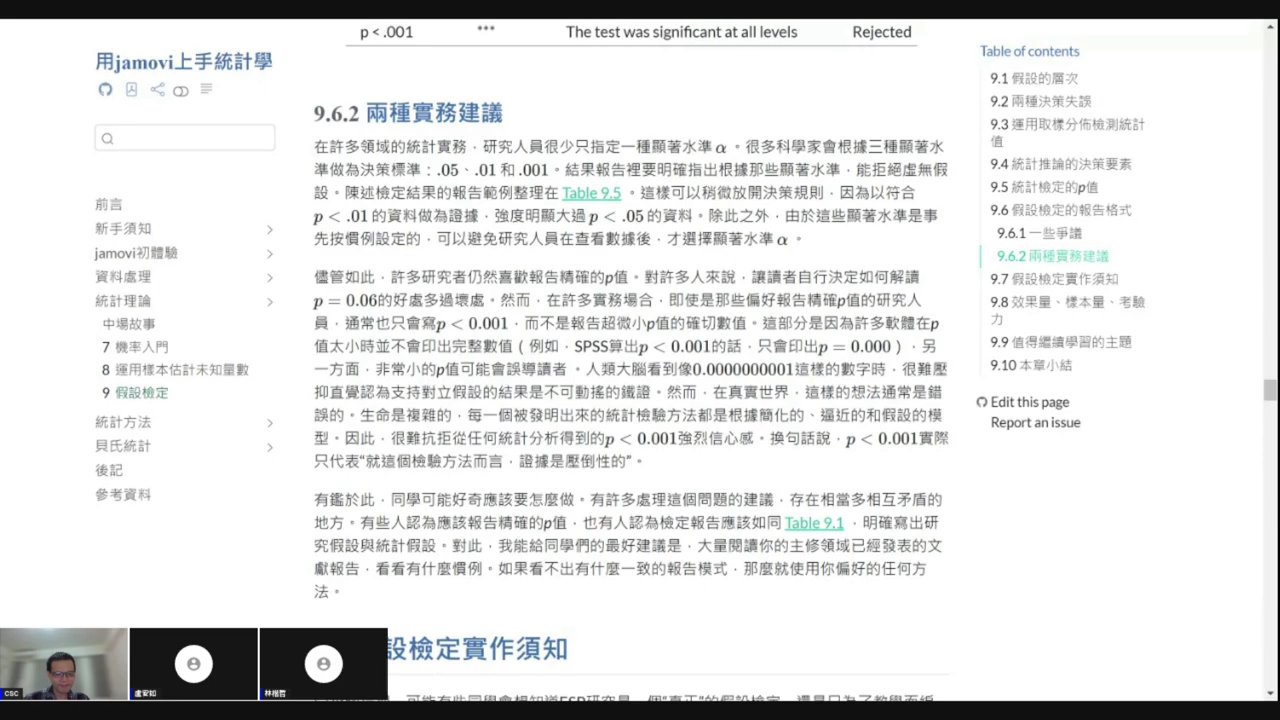 p < .001 *** The test was significant at all levels Rejected
用jamovi上手統計學
前言
新手須知
jamovi初體驗
資料處理
統計理論
中場故事
7 機率入門
8 運用樣本估計未知量數
9 假設檢定
統計方法
貝氏統計
後記
參考資料
9.6.2 兩種實務建議
在許多領域的統計實務，研究人員很少只指定一種顯著水準 α 。很多科學家會根據三種顯著水
準做為決策標準：.05、.01 和 .001。結果報告裡要明確指出根據那些顯著水準，能拒絕虛無假
設。陳述檢定結果的報告範例整理在 Table 9.5 。這樣可以稍微放開決策規則，因為以符合
p < .01 的資料做為證據，強度明顯大過 p < .05 的資料。除此之外，由於這些顯著水準是事
先按慣例設定的，可以避免研究人員在查看數據後，才選擇顯著水準 α 。
儘管如此，許多研究者仍然喜歡報告精確的p值。對許多人來說，讓讀者自行決定如何解讀
p = 0.06的好處多過壞處。然而，在許多實務場合，即使是那些偏好報告精確p值的研究人
員，通常也只會寫p < 0.001，而不是報告超微小p值的確切數值。這部分是因為許多軟體在p
值太小時並不會印出完整數值（例如，SPSS算出p < 0.001的話，只會印出p = 0.000），另
一方面，非常小的p值可能會誤導讀者 。人類大腦看到像0.0000000001這樣的數字時，很難壓
抑直覺認為支持對立假設的結果是不可動搖的鐵證。然而，在真實世界，這樣的想法通常是錯
誤的。生命是複雜的，每一個被發明出來的統計檢驗方法都是根據簡化的、逼近的和假設的模
型。因此，很難抗拒從任何統計分析得到的p < 0.001強烈信心感。換句話說，p < 0.001實際
只代表“就這個檢驗方法而言，證據是壓倒性的”。
有鑑於此，同學可能好奇應該要怎麼做。有許多處理這個問題的建議，存在相當多相互矛盾的
地方。有些人認為應該報告精確的p值，也有人認為檢定報告應該如同 Table 9.1 ，明確寫出研
究假設與統計假設。對此，我能給同學們的最好建議是，大量閱讀你的主修領域已經發表的文
獻報告，看看有什麼慣例。如果看不出有什麼一致的報告模式，那麼就使用你偏好的任何方
法。
設檢定實作須知
Table of contents
9.1 假設的層次
9.2 兩種決策失誤
9.3 運用取樣分佈檢測統計
值
9.4 統計推論的決策要素
9.5 統計檢定的p值
9.6 假設檢定的報告格式
9.6.1 一些爭議
9.6.2 兩種實務建議
9.7 假設檢定實作須知
9.8 效果量、樣本量、考驗
力
9.9 值得繼續學習的主題
9.10 本章小結
Edit this page
Report an issue
CSC